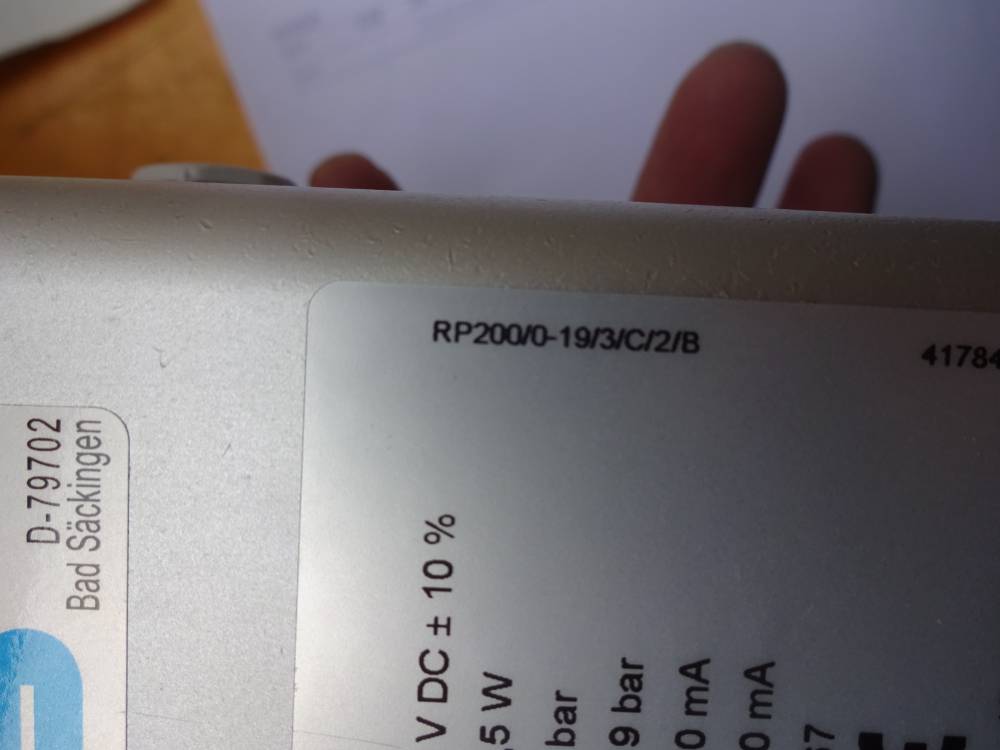 RP200/0-19/3/C/2/B
41784
D-79702
Bad Säckingen
V DC ± 10 %
.5 W
bar
9 bar
0 mA
0 mA